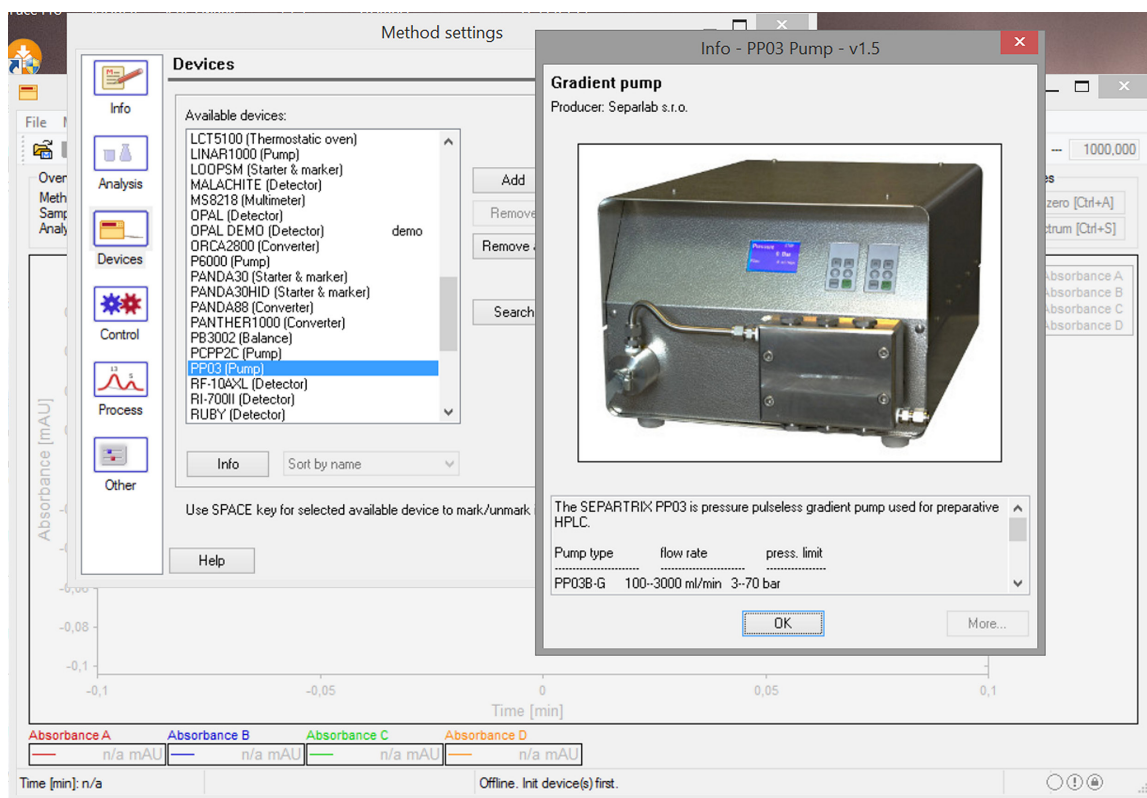 Method settings
Info - PP03 Pump - v1.5
Devices
Info
Analysis
Devices
Control
Process
Other
Available devices:
LCT5100 (Thermostatic oven)
LINAR1000 (Pump)
LOOPSM (Starter & marker)
MALACHITE (Detector)
MS8218 (Multimeter)
OPAL (Detector)
OPAL DEMO (Detector) demo
ORCA2800 (Converter)
P6000 (Pump)
PANDA30 (Starter & marker)
PANDA30HID (Starter & marker)
PANDA88 (Converter)
PANTHER1000 (Converter)
PB3002 (Balance)
PCPP2C (Pump)
PP03 (Pump)
RF-10AXL (Detector)
RI-700II (Detector)
RUBY (Detector)
Add
Remove
Remove
Search
Info
Sort by name
Use SPACE key for selected available device to mark/unmark
Help
Gradient pump
Producer: Separlab s.r.o.
Pressure
0 Bar
The SEPARTRIX PP03 is pressure pulseless gradient pump used for preparative
HPLC.
Pump type flow rate press. limit
PP03B-G 100--3000 ml/min 3--70 bar
OK
More...
File
--- 1000,000
zero [Ctrl+A]
ctrum [Ctrl+S]
Absorbance A
Absorbance B
Absorbance C
Absorbance D
Absorbance [mAU]
-0,08
-0,1
-0,1
-0,05
0
0,05
0,1
Time [min]
Absorbance A
Absorbance B
Absorbance C
Absorbance D
n/a mAU
n/a mAU
n/a mAU
n/a mAU
Time [min]: n/a
Offline. Init device(s) first.